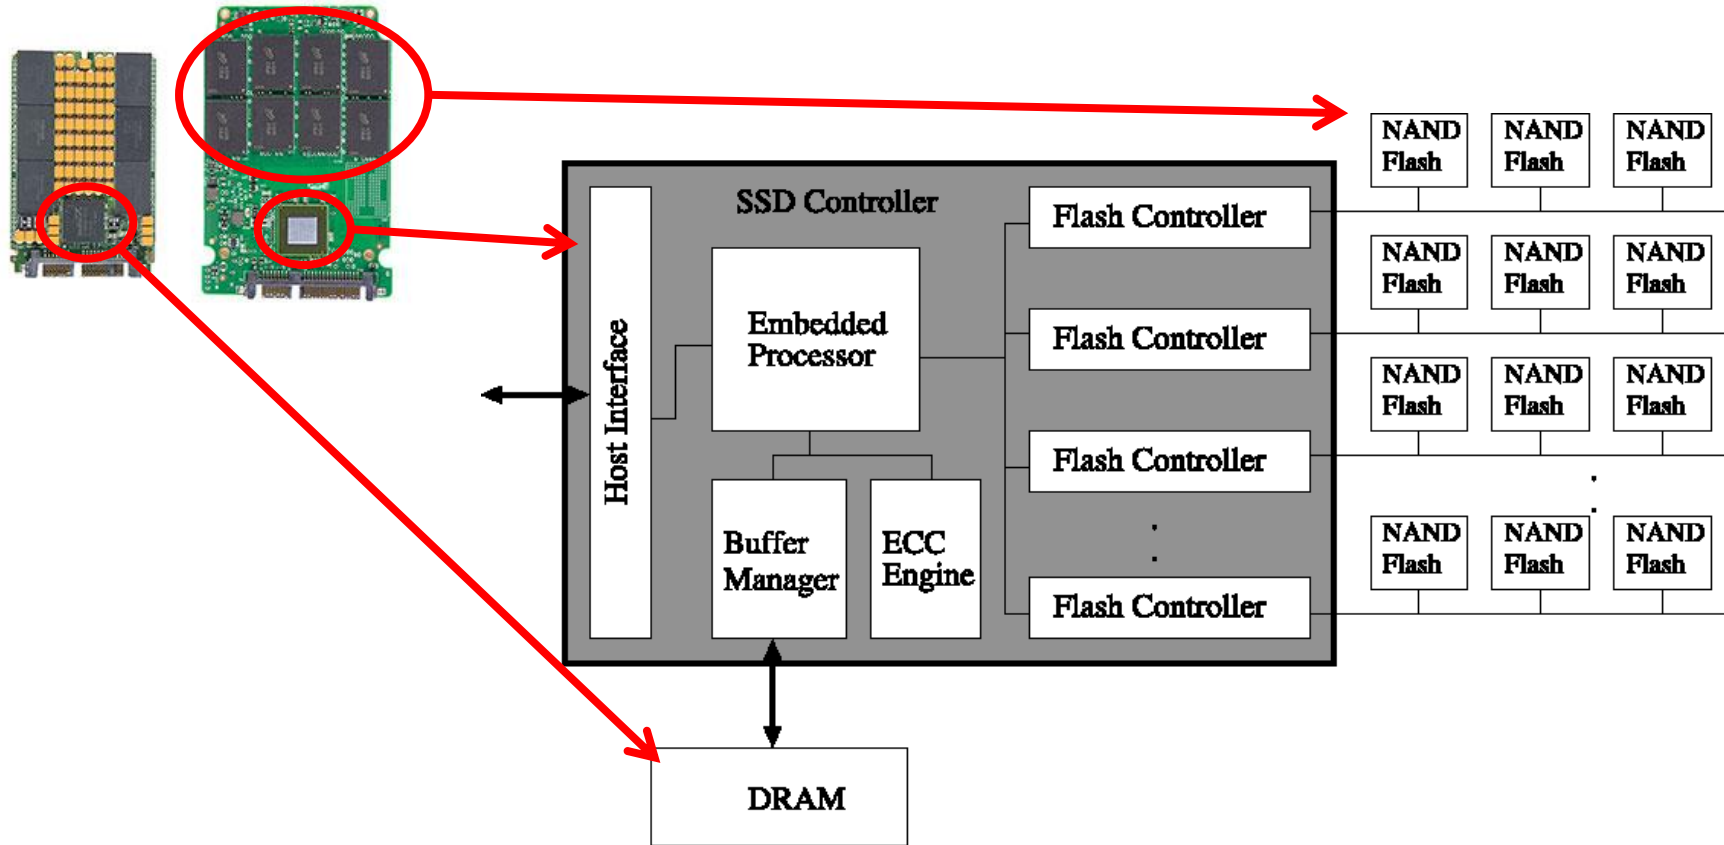 NAND NAND NAND
Flash Flash Flash
SSD Controller
Flash Controller
NAND NAND NAND
Flash Flash Flash
Host Interface
Embedded
Processor
Flash Controller
NAND NAND NAND
Flash Flash Flash
Flash Controller
Buffer
Manager
ECC
Engine
NAND NAND NAND
Flash Flash Flash
Flash Controller
DRAM